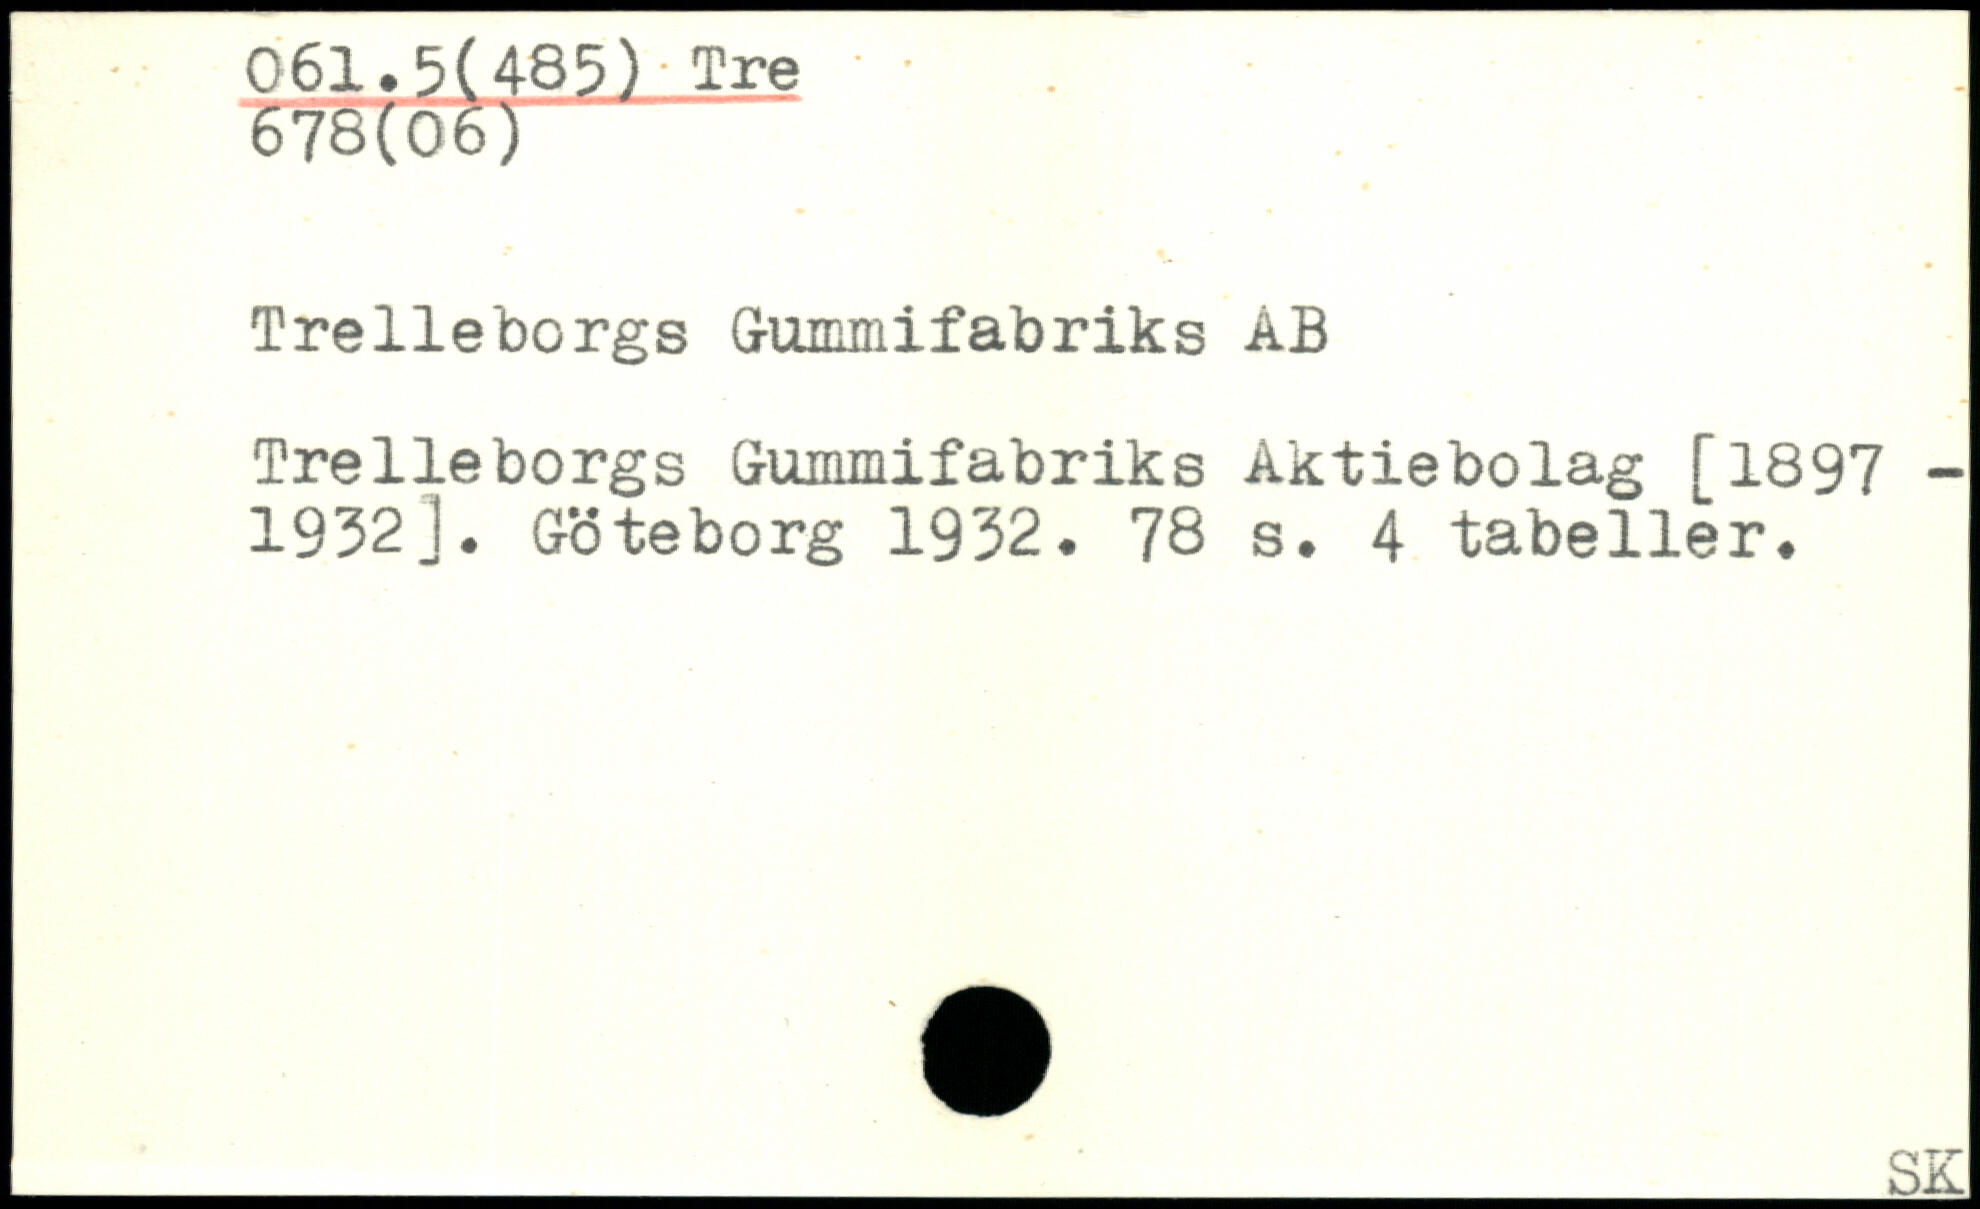 061.5(485) Tre
678(06)
Trelleborgs Gummifabriks AB
Trelleborgs Gummifabriks Aktiebolag [1897 -
1932]. Göteborg 1932. 78 s. 4 tabeller.
SK